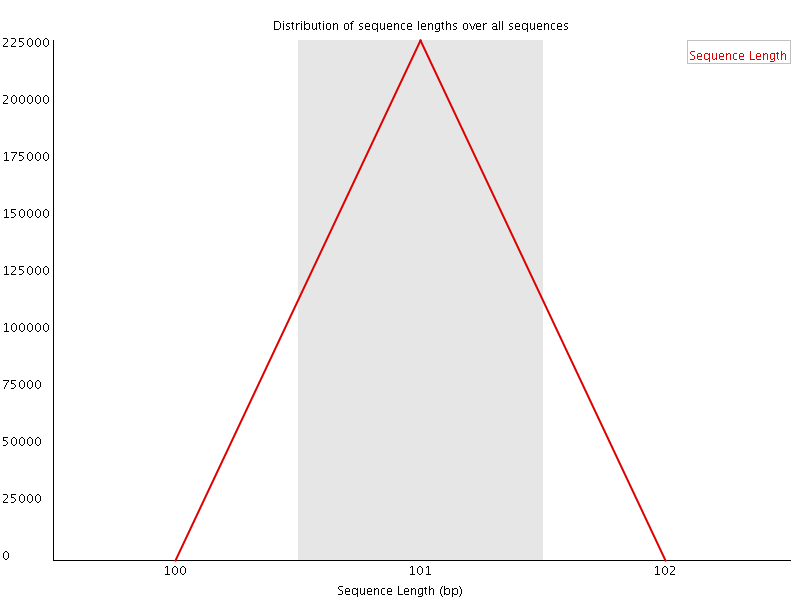 Distribution of sequence lengths over all sequences
Sequence Length
225000
200000
175000
150000
125000
100000
75000
50000
25000
0
100 101 102
Sequence Length (bp)